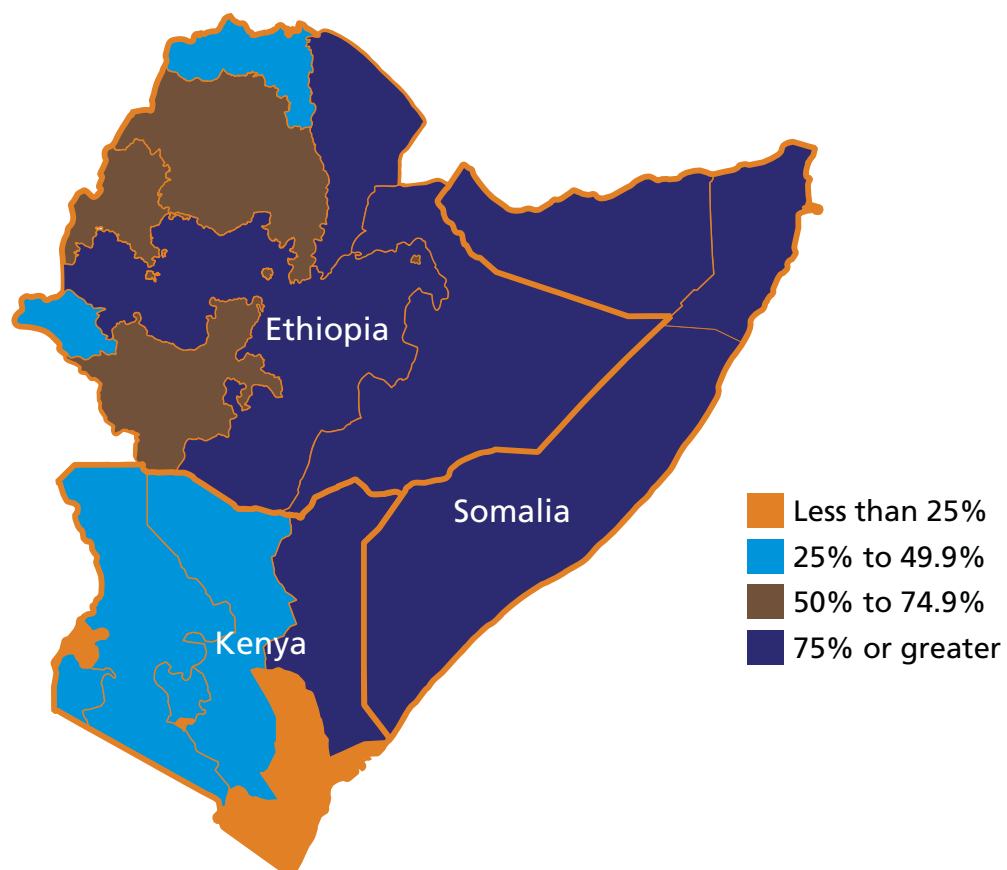 Ethiopia
Somalia
Kenya
Less than 25%
25% to 49.9%
50% to 74.9%
75% or greater